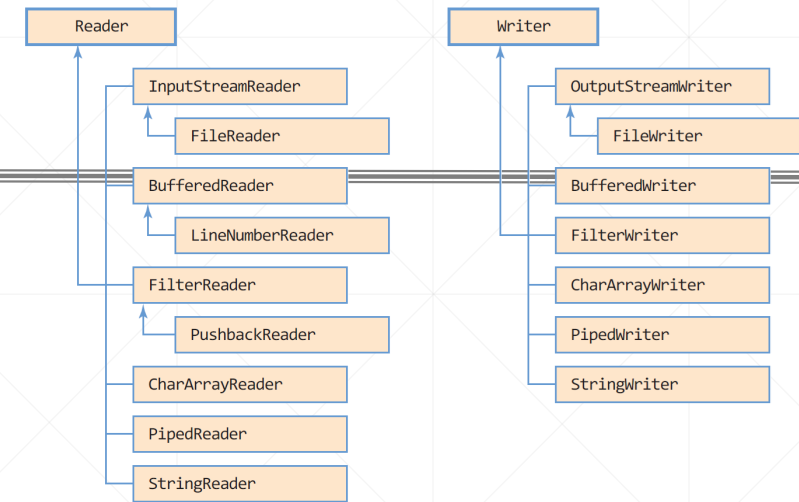 Reader
InputStreamReader
FileReader
BufferedReader
LineNumberReader
FilterReader
PushbackReader
CharArrayReader
PipedReader
StringReader
Writer
OutputStreamWriter
FileWriter
BufferedWriter
FilterWriter
CharArrayWriter
PipedWriter
StringWriter